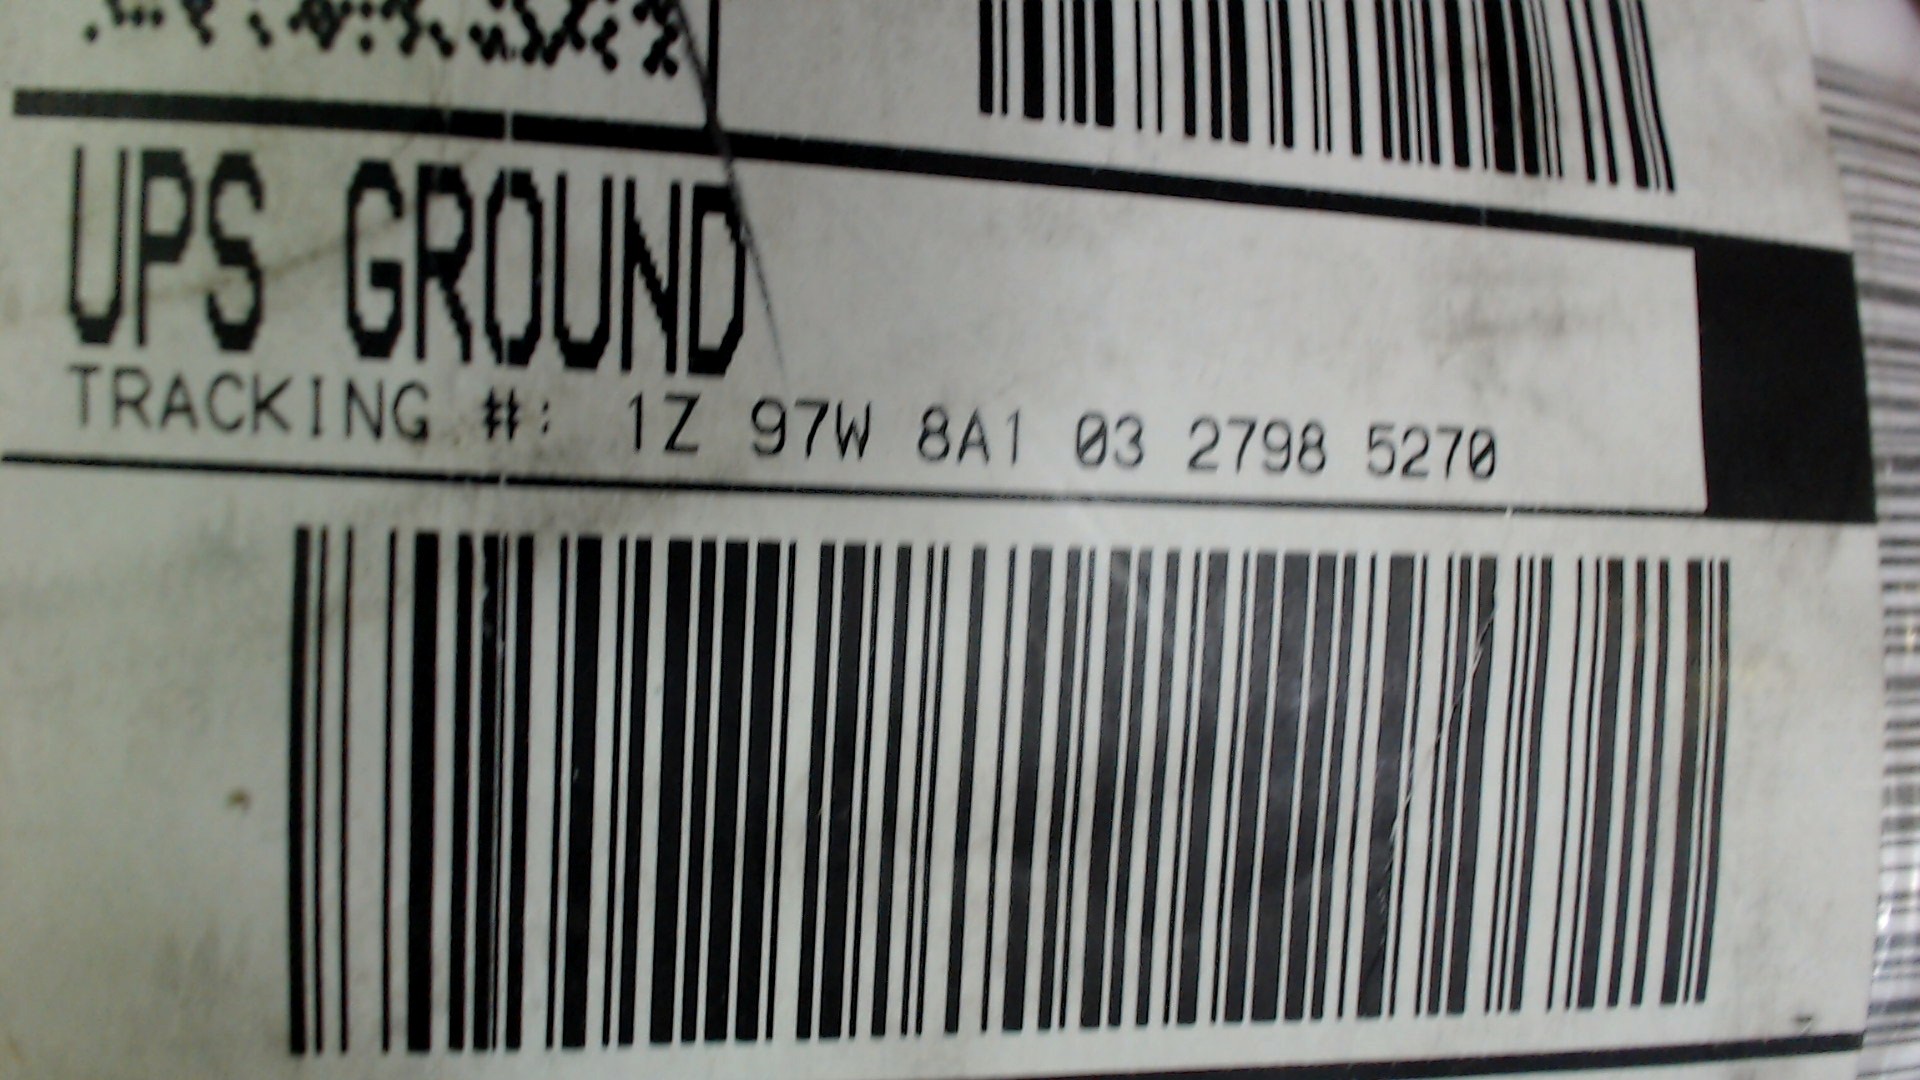 UPS GROUND
TRACKING #: 1Z 97W 8A1 03 2798 5270